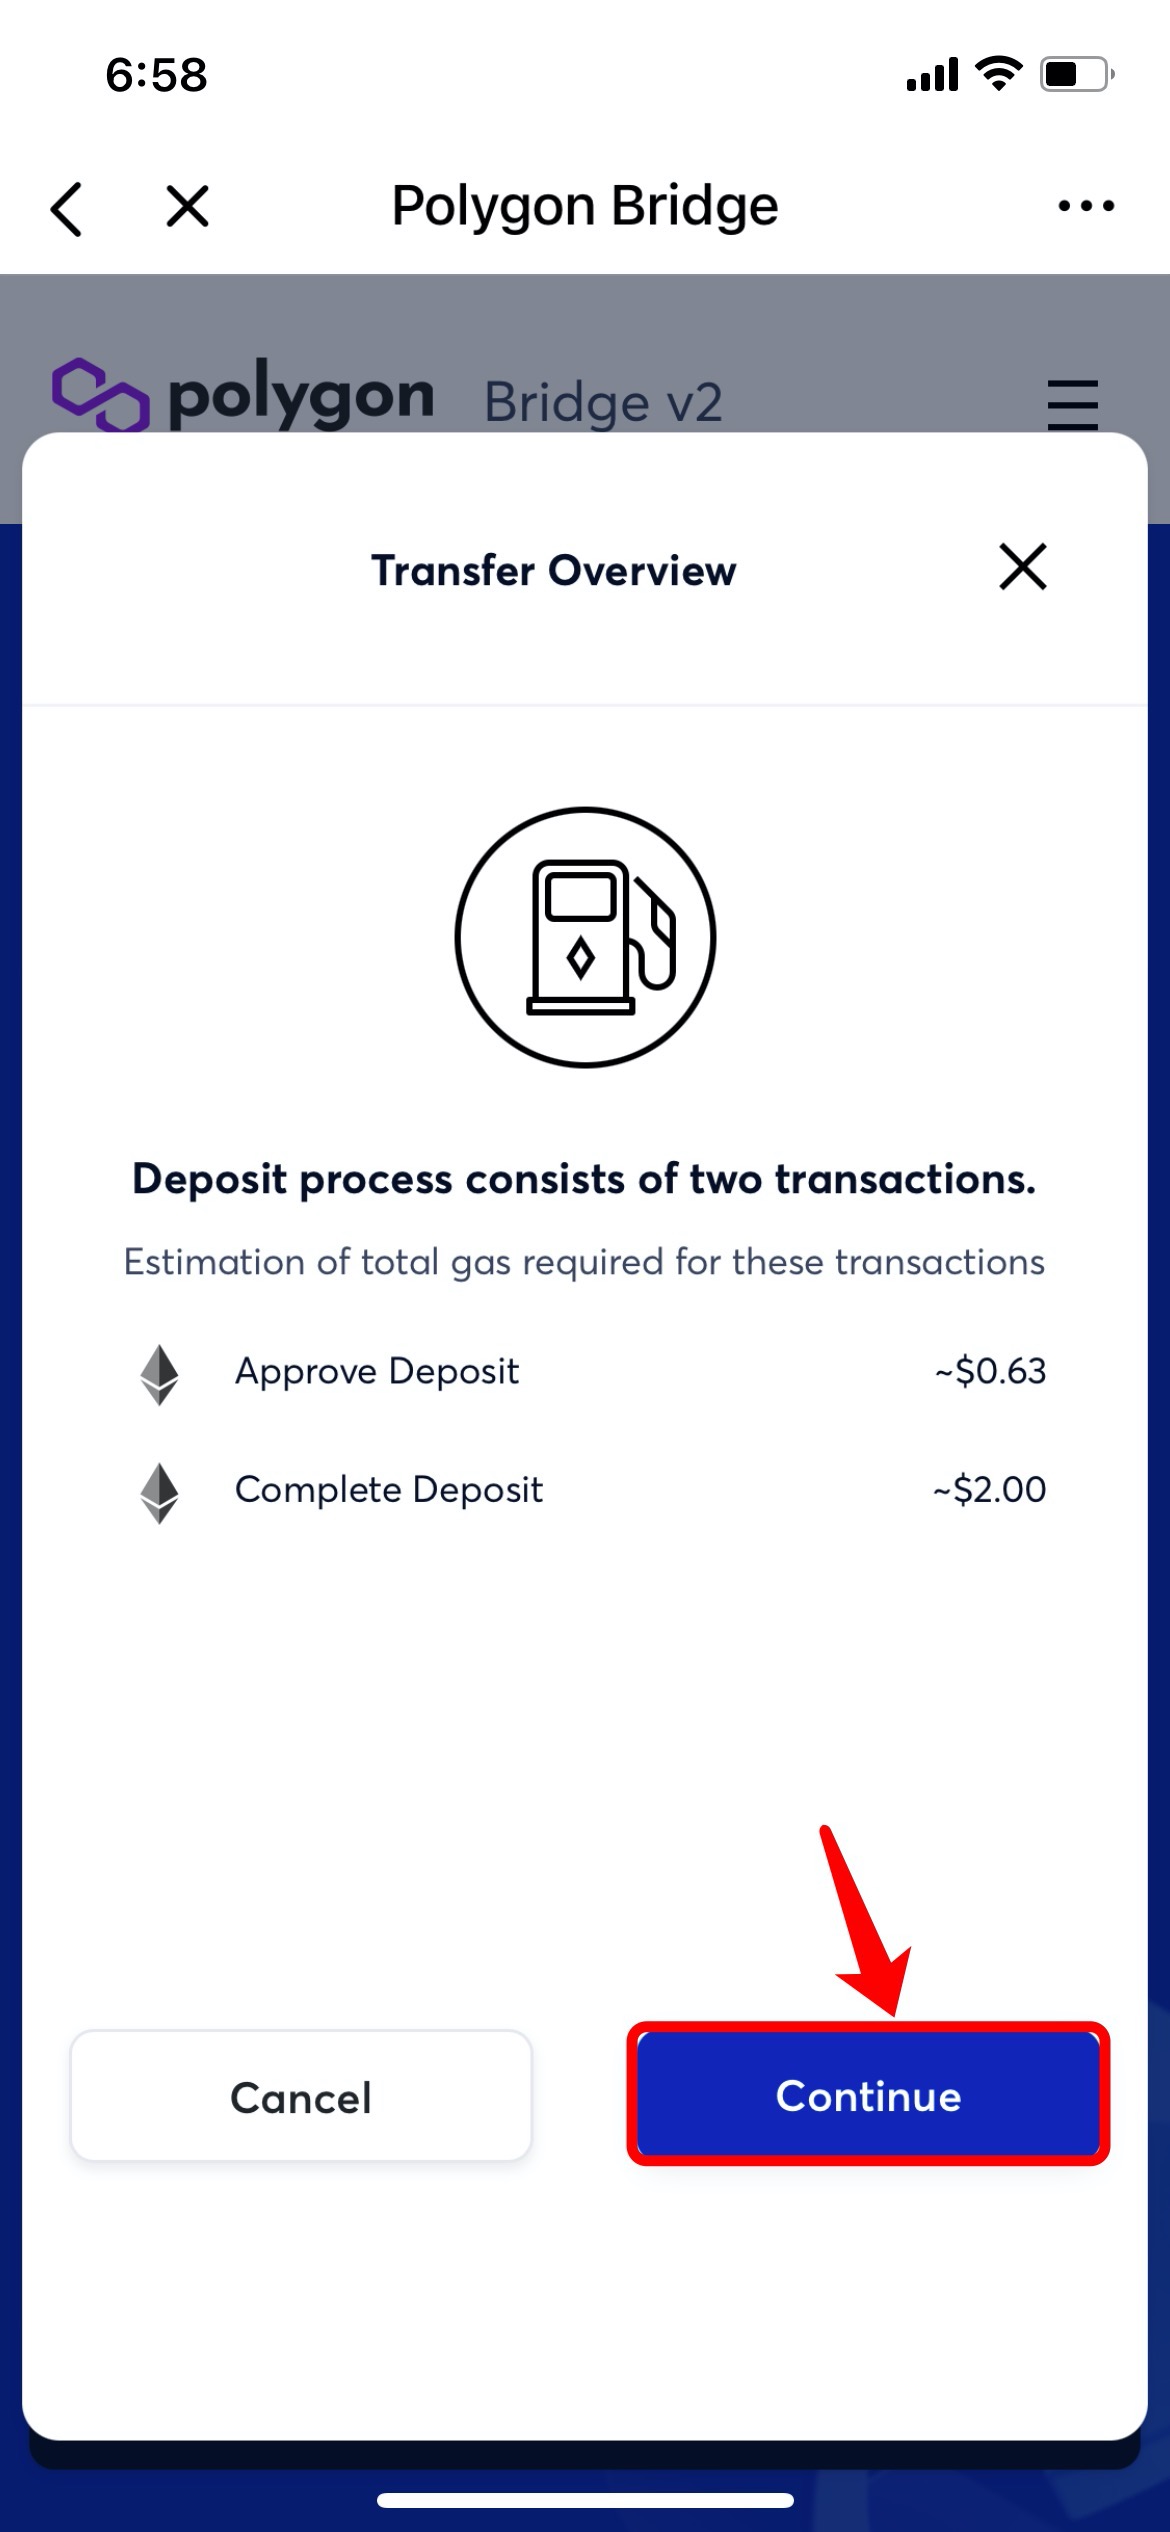 6:58
Polygon Bridge
polygon Bridge v2
Transfer Overview
Deposit process consists of two transactions.
Estimation of total gas required for these transactions
Approve Deposit ~$0.63
Complete Deposit ~$2.00
Cancel Continue